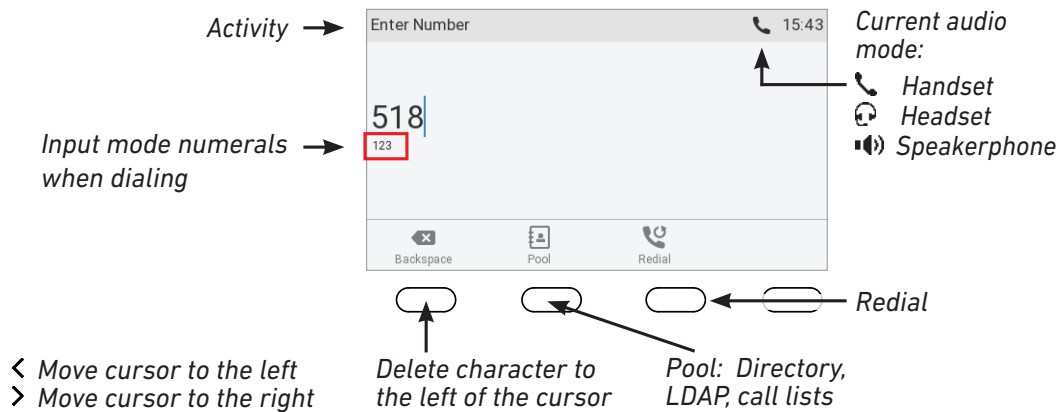 Activity
Enter Number
15:43
Current audio
mode:
Handset
Headset
Speakerphone
518
123
Input mode numerals
when dialing
Backspace
Pool
Redial
Redial
< Move cursor to the left
> Move cursor to the right
Delete character to
the left of the cursor
Pool: Directory,
LDAP, call lists